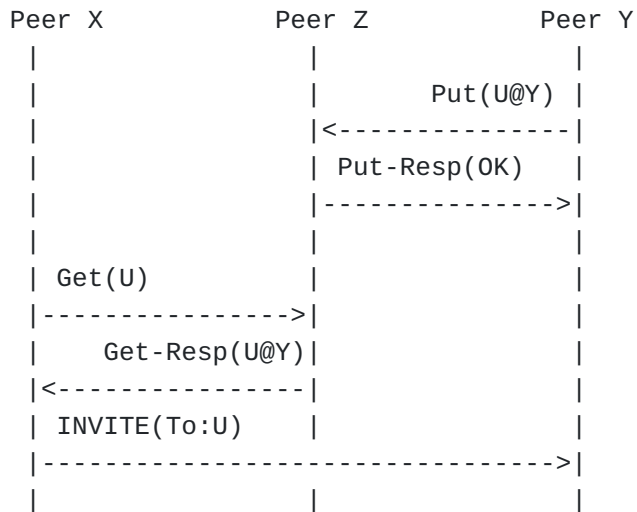 Peer X Peer Z Peer Y
Put(U@Y)
Put-Resp(OK)
Get(U)
Get-Resp(U@Y)
INVITE(To:U)